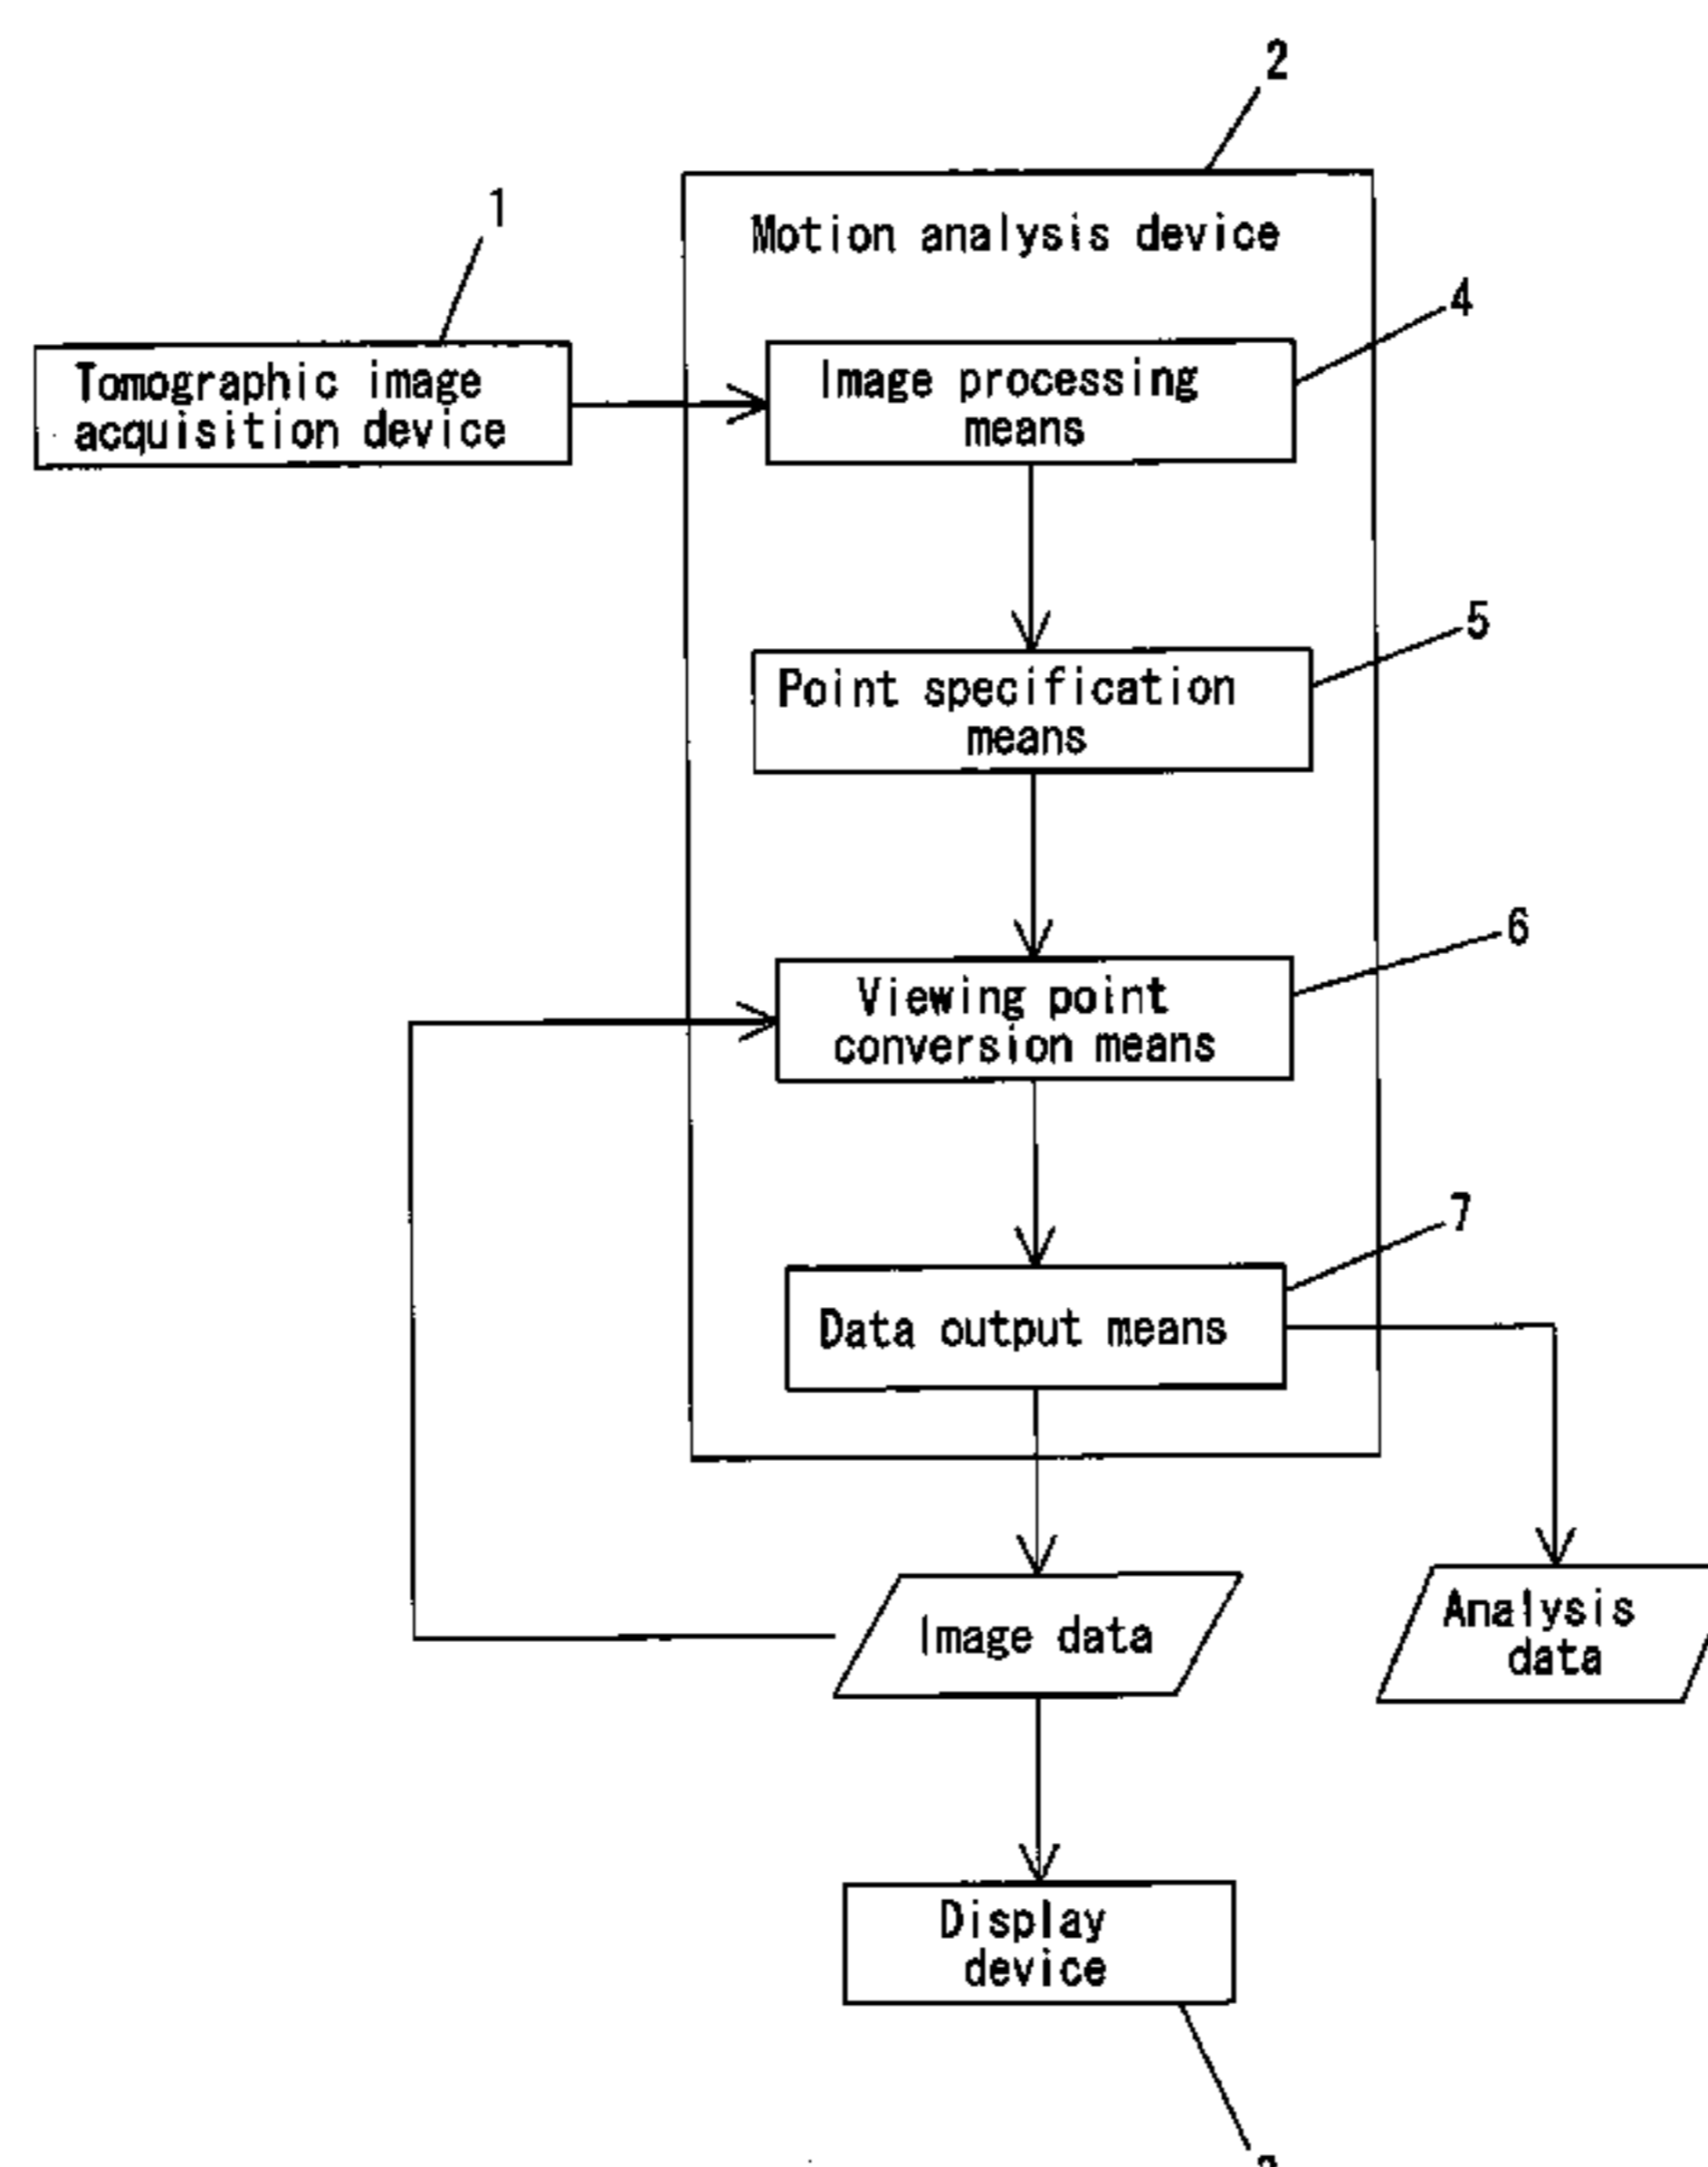 2
1
Motion analysis device
4
Tomographic image
acquisition device
Image processing
means
5
Point specification
means
6
Viewing point
conversion means
7
Data output means
Image data
Analysis
data
Display
device